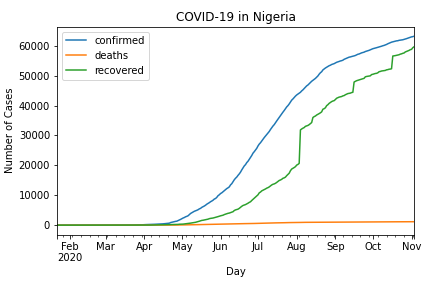 COVID-19 in Nigeria
confirmed
deaths
recovered
Number of Cases
60000
50000
40000
30000
20000
10000
0
Feb Mar Apr May Jun Jul Aug Sep Oct Nov
2020
Day